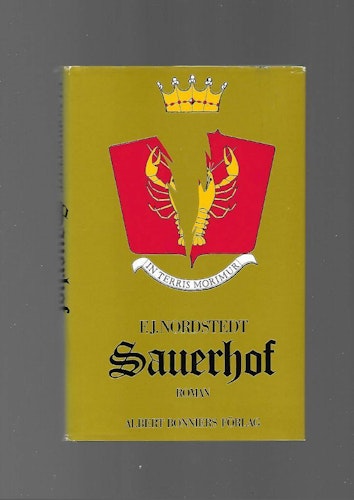 IN TERRIS MORIMUR
F.J. NORDSTEDT
Sauerhof
ROMAN
ALBERT BONNIERS FÖRLAG